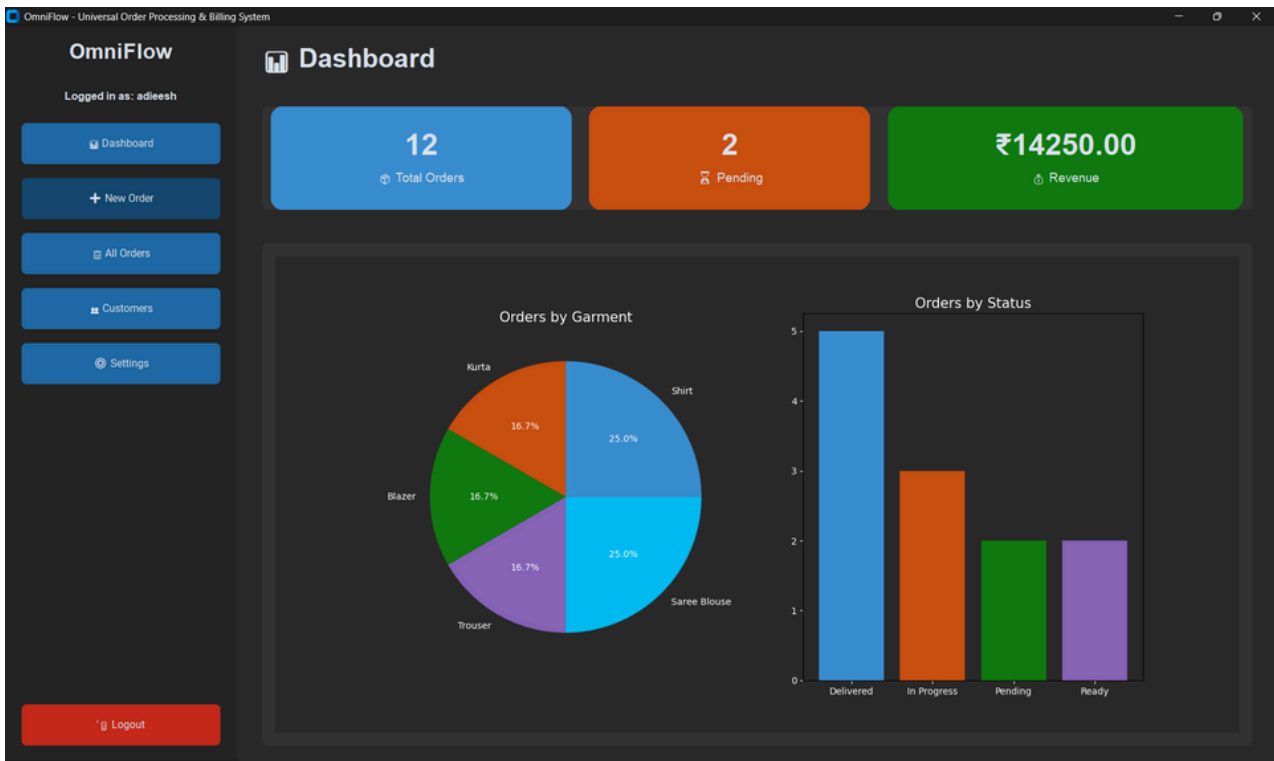 OmniFlow - Universal Order Processing & Billing System
OmniFlow
Logged in as: adieesh
Dashboard
New Order
All Orders
Customers
Settings
Logout
Dashboard
12
Total Orders
2
Pending
₹14250.00
Revenue
Orders by Garment
Kurta
Shirt
16.7%
25.0%
Blazer
16.7%
16.7%
25.0%
Saree Blouse
Trouser
Orders by Status
5
4
3
2
1
0
Delivered In Progress Pending Ready